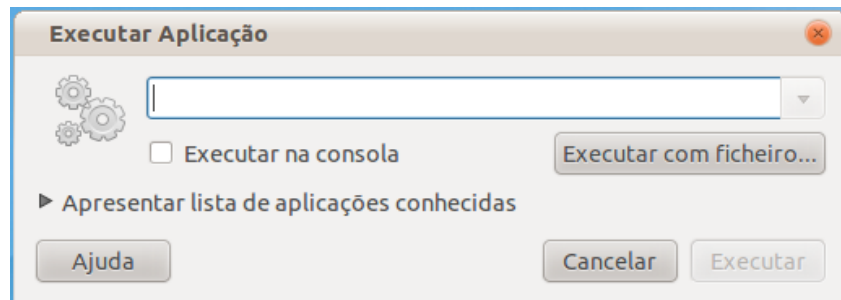 Executar Aplicação
Executar na consola
Executar com ficheiro...
Apresentar lista de aplicações conhecidas
Ajuda
Cancelar
Executar